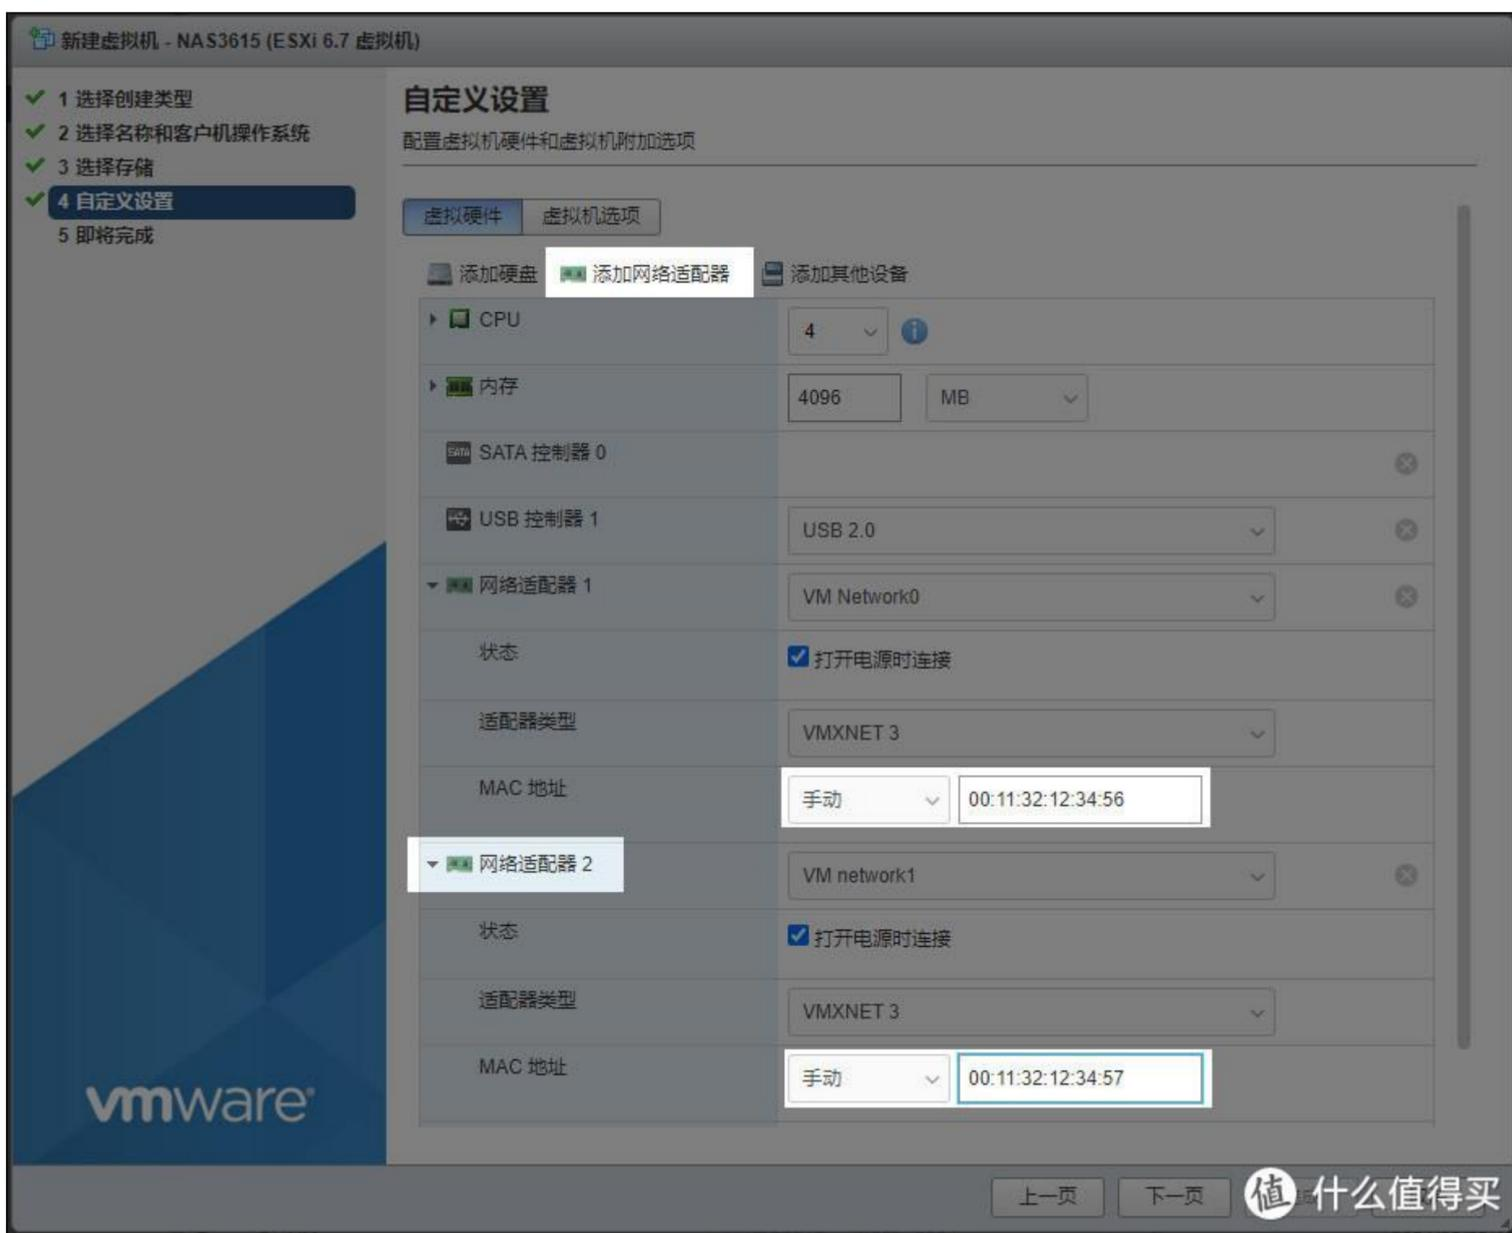 新建虚拟机 - NAS3615 (ESXi 6.7 虚拟机)
1 选择创建类型
2 选择名称和客户机操作系统
3 选择存储
4 自定义设置
5 即将完成
自定义设置
配置虚拟机硬件和虚拟机附加选项
虚拟硬件 虚拟机选项
添加硬盘 添加网络适配器 添加其他设备
CPU 4
内存 4096 MB
SATA 控制器 0
USB 控制器 1 USB 2.0
网络适配器 1 VM Network0
状态 打开电源时连接
适配器类型 VMXNET 3
MAC 地址 手动 00:11:32:12:34:56
网络适配器 2 VM network1
状态 打开电源时连接
适配器类型 VMXNET 3
MAC 地址 手动 00:11:32:12:34:57
vmware
上一页 下一页
值 什么值得买